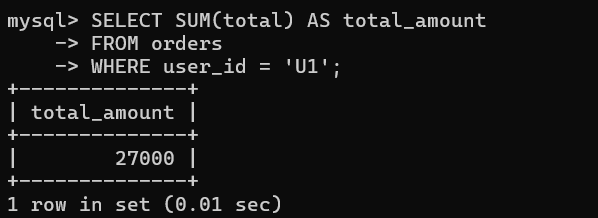 mysql> SELECT SUM(total) AS total_amount
    -> FROM orders
    -> WHERE user_id = 'U1';
+--------------+
| total_amount |
+--------------+
|        27000 |
+--------------+
1 row in set (0.01 sec)